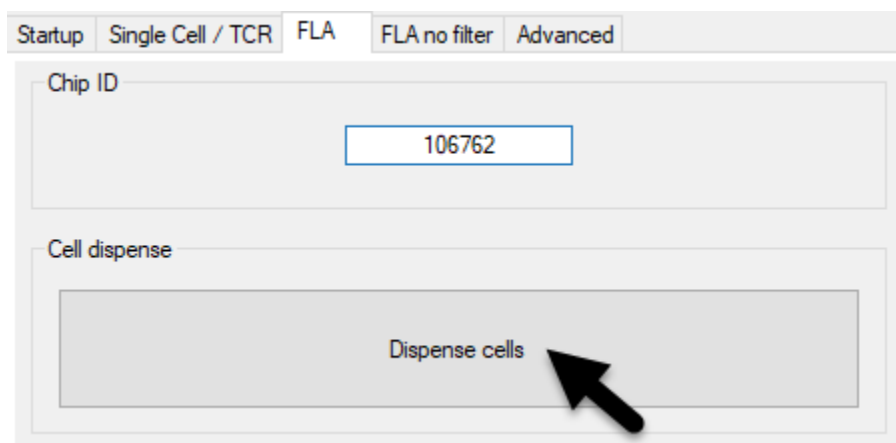 Startup Single Cell / TCR FLA FLA no filter Advanced
Chip ID
106762
Cell dispense
Dispense cells